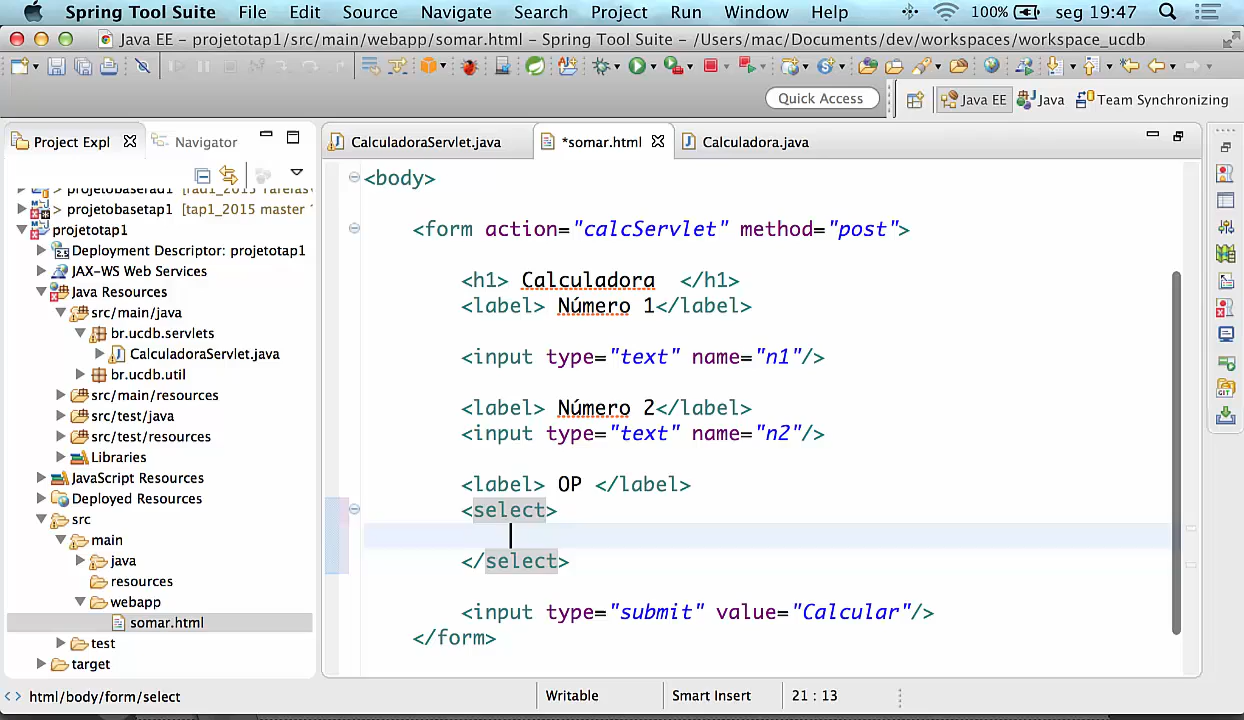 Spring Tool Suite File Edit Source Navigate Search Project Run Window Help 100% seg 19:47
Java EE – projetotap1/src/main/webapp/somar.html – Spring Tool Suite – /Users/mac/Documents/dev/workspaces/workspace_ucdb
Quick Access Java EE Java Team Synchronizing
Project Expl Navigator
CalculadoraServlet.java *somar.html Calculadora.java
> projetobaserad1 [rad1_2015 Tarefas
> projetobasetap1 [tap1_2015 master
projetotap1
Deployment Descriptor: projetotap1
JAX-WS Web Services
Java Resources
src/main/java
br.ucdb.servlets
CalculadoraServlet.java
br.ucdb.util
src/main/resources
src/test/java
src/test/resources
Libraries
JavaScript Resources
Deployed Resources
src
main
java
resources
webapp
somar.html
test
target
<body>
<form action="calcServlet" method="post">
<h1> Calculadora </h1>
<label> Número 1</label>
<input type="text" name="n1"/>
<label> Número 2</label>
<input type="text" name="n2"/>
<label> OP </label>
<select>
</select>
<input type="submit" value="Calcular"/>
</form>
html/body/form/select Writable Smart Insert 21 : 13